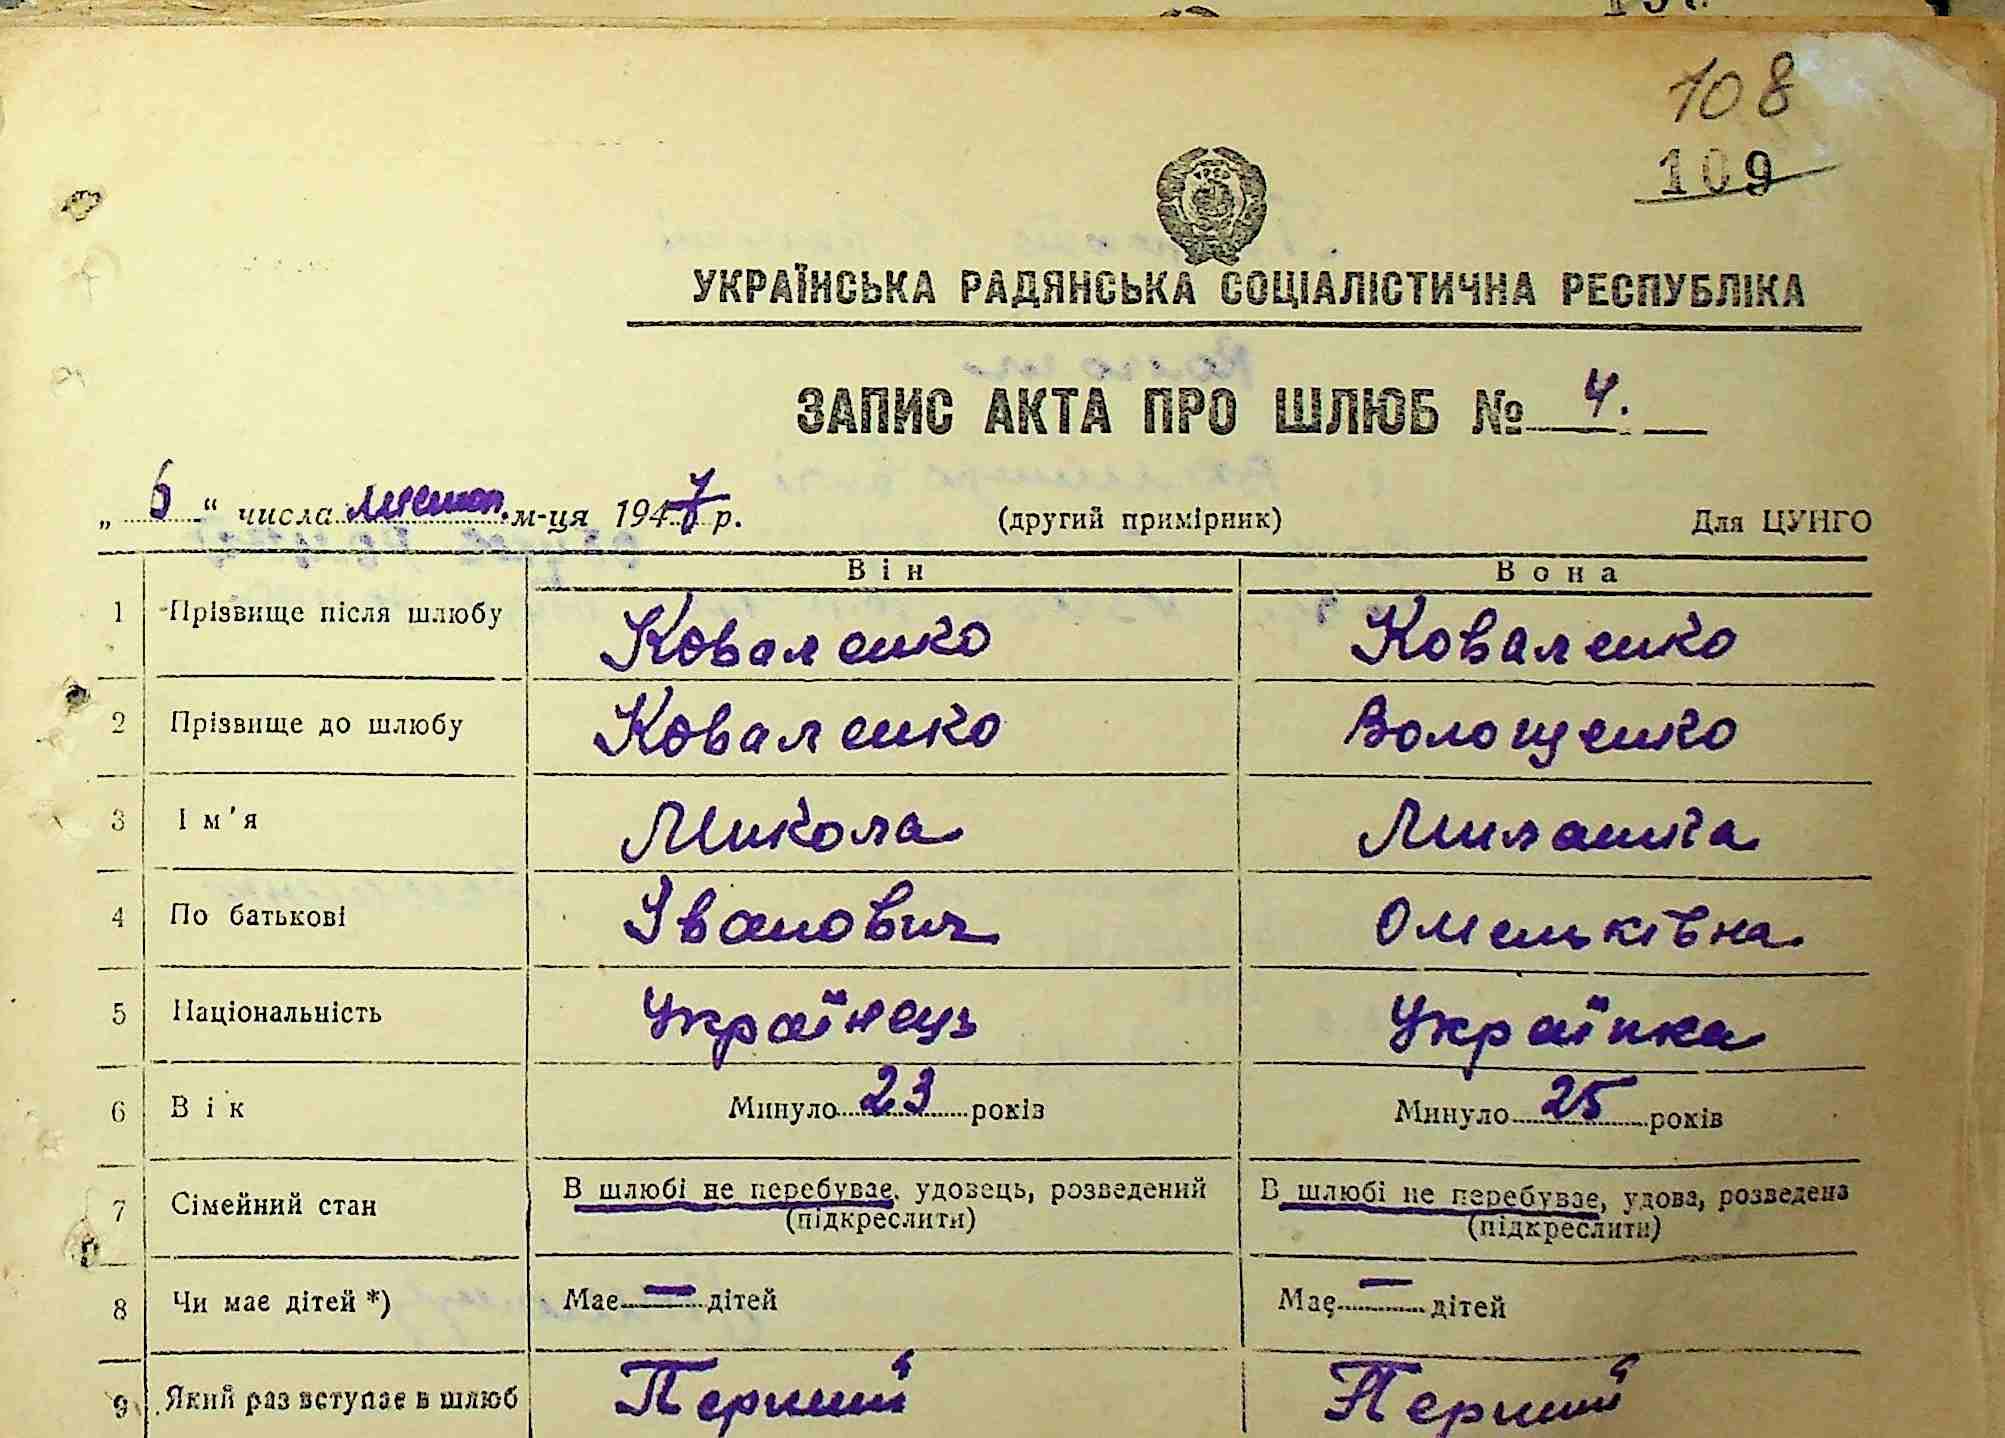 108
109
УКРАЇНСЬКА РАДЯНСЬКА СОЦІАЛІСТИЧНА РЕСПУБЛІКА
ЗАПИС АКТА ПРО ШЛЮБ № 4.
„ 6 “ числа м-ця 1947 р. (другий примірник) Для ЦУНГО
Він Вона
1 Прізвище після шлюбу Коваленко Коваленко
2 Прізвище до шлюбу Коваленко Волощенко
3 Ім'я Микола Миланка
4 По батькові Іванович Омельківна
5 Національність Українець Українка
6 Вік Минуло 23 років Минуло 25 років
7 Сімейний стан В шлюбі не перебуває, удовець, розведений В шлюбі не перебуває, удова, розведена
(підкреслити) (підкреслити)
8 Чи має дітей *) Має — дітей Має — дітей
9 Який раз вступає в шлюб Перший Перший